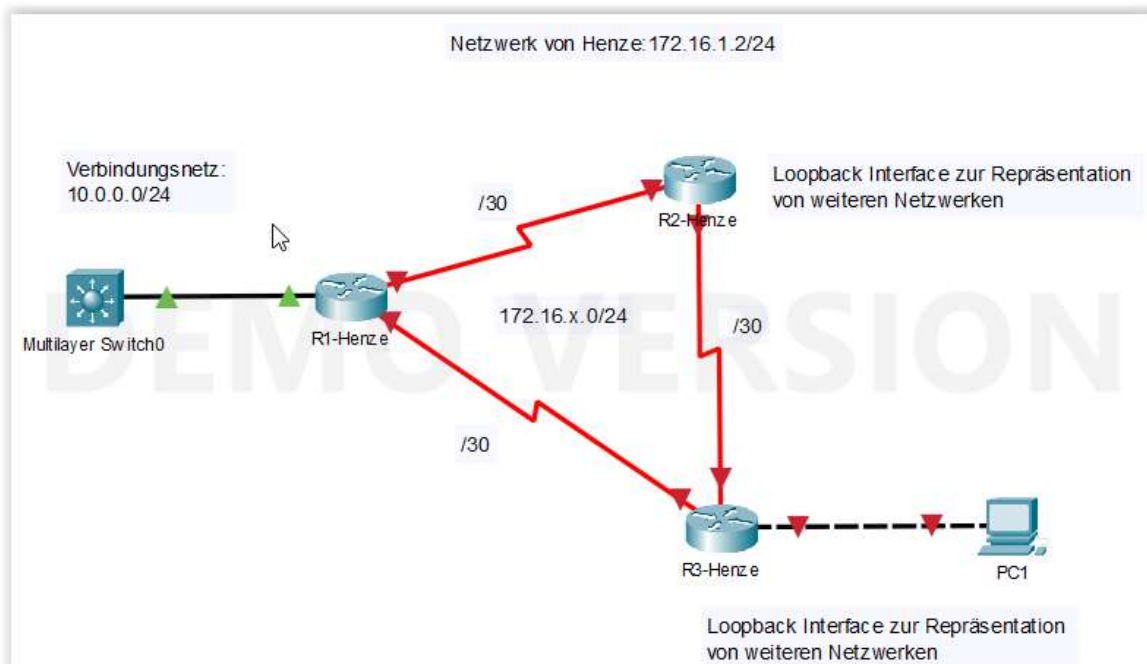 Netzwerk von Henze:172.16.1.2/24
Verbindungsnetz:
10.0.0.0/24
/30
R2-Henze
Loopback Interface zur Repräsentation
von weiteren Netzwerken
Multilayer Switch0
R1-Henze
172.16.x.0/24
/30
DEMO VERSION
/30
R3-Henze
PC1
Loopback Interface zur Repräsentation
von weiteren Netzwerken